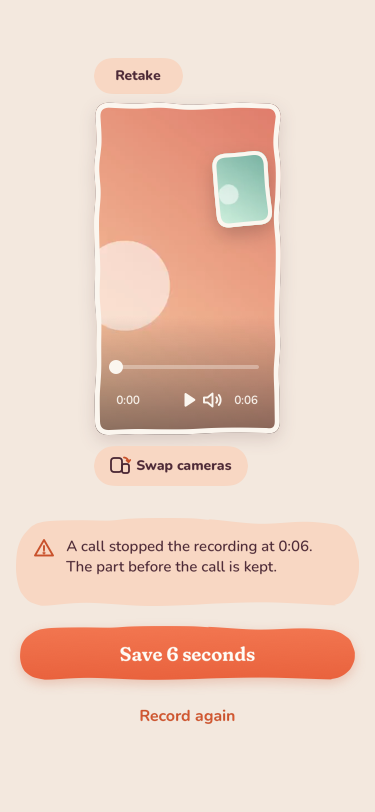 Retake
0:00
0:06
Swap cameras
A call stopped the recording at 0:06.
The part before the call is kept.
Save 6 seconds
Record again